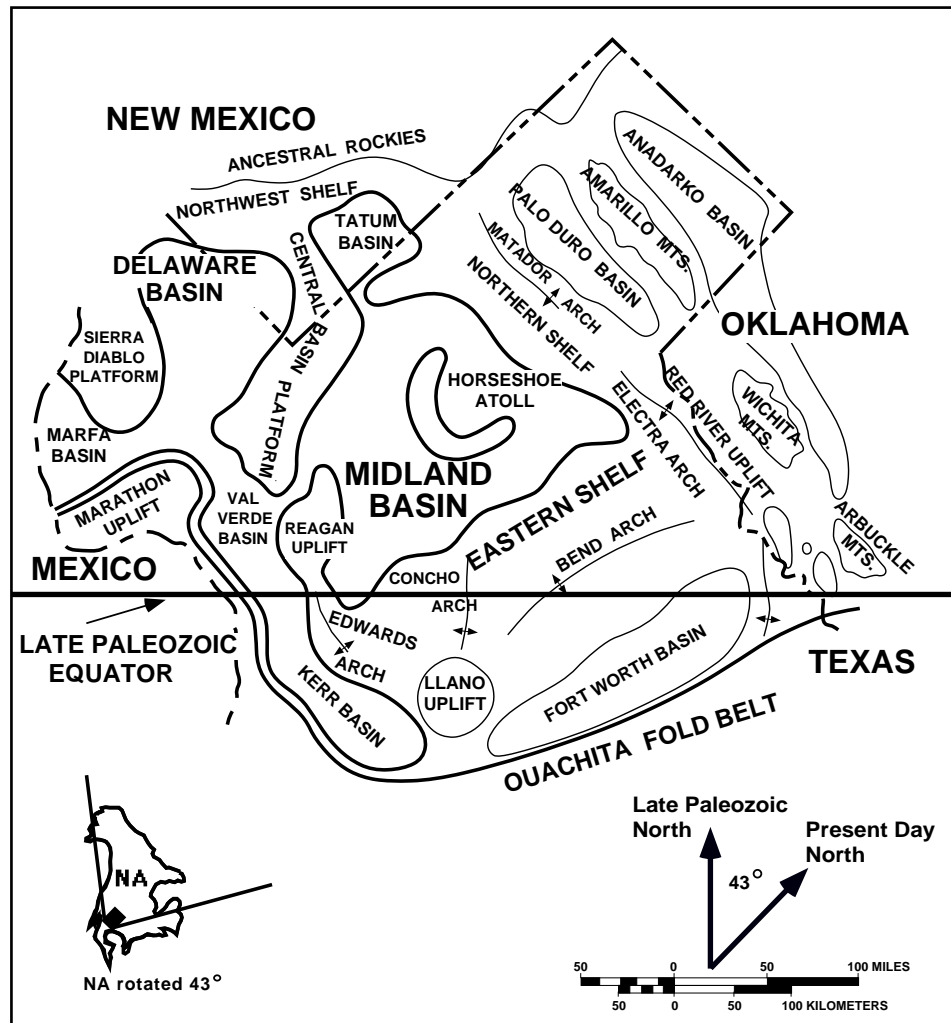 NEW MEXICO
ANCESTRAL ROCKIES
NORTHWEST SHELF
TATUM
BASIN
CENTRAL BASIN PLATFORM
DELAWARE
BASIN
SIERRA
DIABLO
PLATFORM
MARFA
BASIN
MARATHON
UPLIFT
VAL
VERDE
BASIN
REAGAN
UPLIFT
MIDLAND
BASIN
HORSESHOE
ATOLL
ANADARKO BASIN
AMARILLO MTS.
PALO DURO BASIN
MATADOR ARCH
NORTHERN SHELF
OKLAHOMA
RED RIVER UPLIFT
ELECTRA ARCH
WICHITA
MTS.
ARBUCKLE
MTS.
EASTERN SHELF
BEND ARCH
CONCHO
ARCH
MEXICO
LATE PALEOZOIC
EQUATOR
EDWARDS
ARCH
KERR BASIN
LLANO
UPLIFT
FORT WORTH BASIN
TEXAS
OUACHITA FOLD BELT
NA
NA rotated 43°
Late Paleozoic
North
Present Day
North
43°
50 0 50 100 MILES
50 0 50 100 KILOMETERS